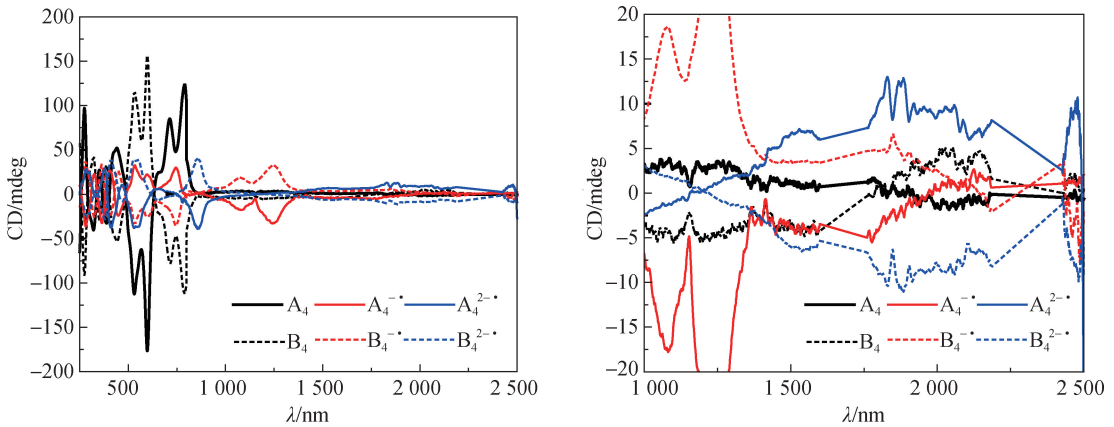 200
150
100
50
0
−50
−100
−150
−200
CD/mdeg
A₄ A₄⁻• A₄²⁻•
B₄ B₄⁻• B₄²⁻•
500 1 000 1 500 2 000 2 500
λ/nm
20
15
10
5
0
−5
−10
−15
−20
CD/mdeg
A₄ A₄⁻• A₄²⁻•
B₄ B₄⁻• B₄²⁻•
1 000 1 500 2 000 2 500
λ/nm